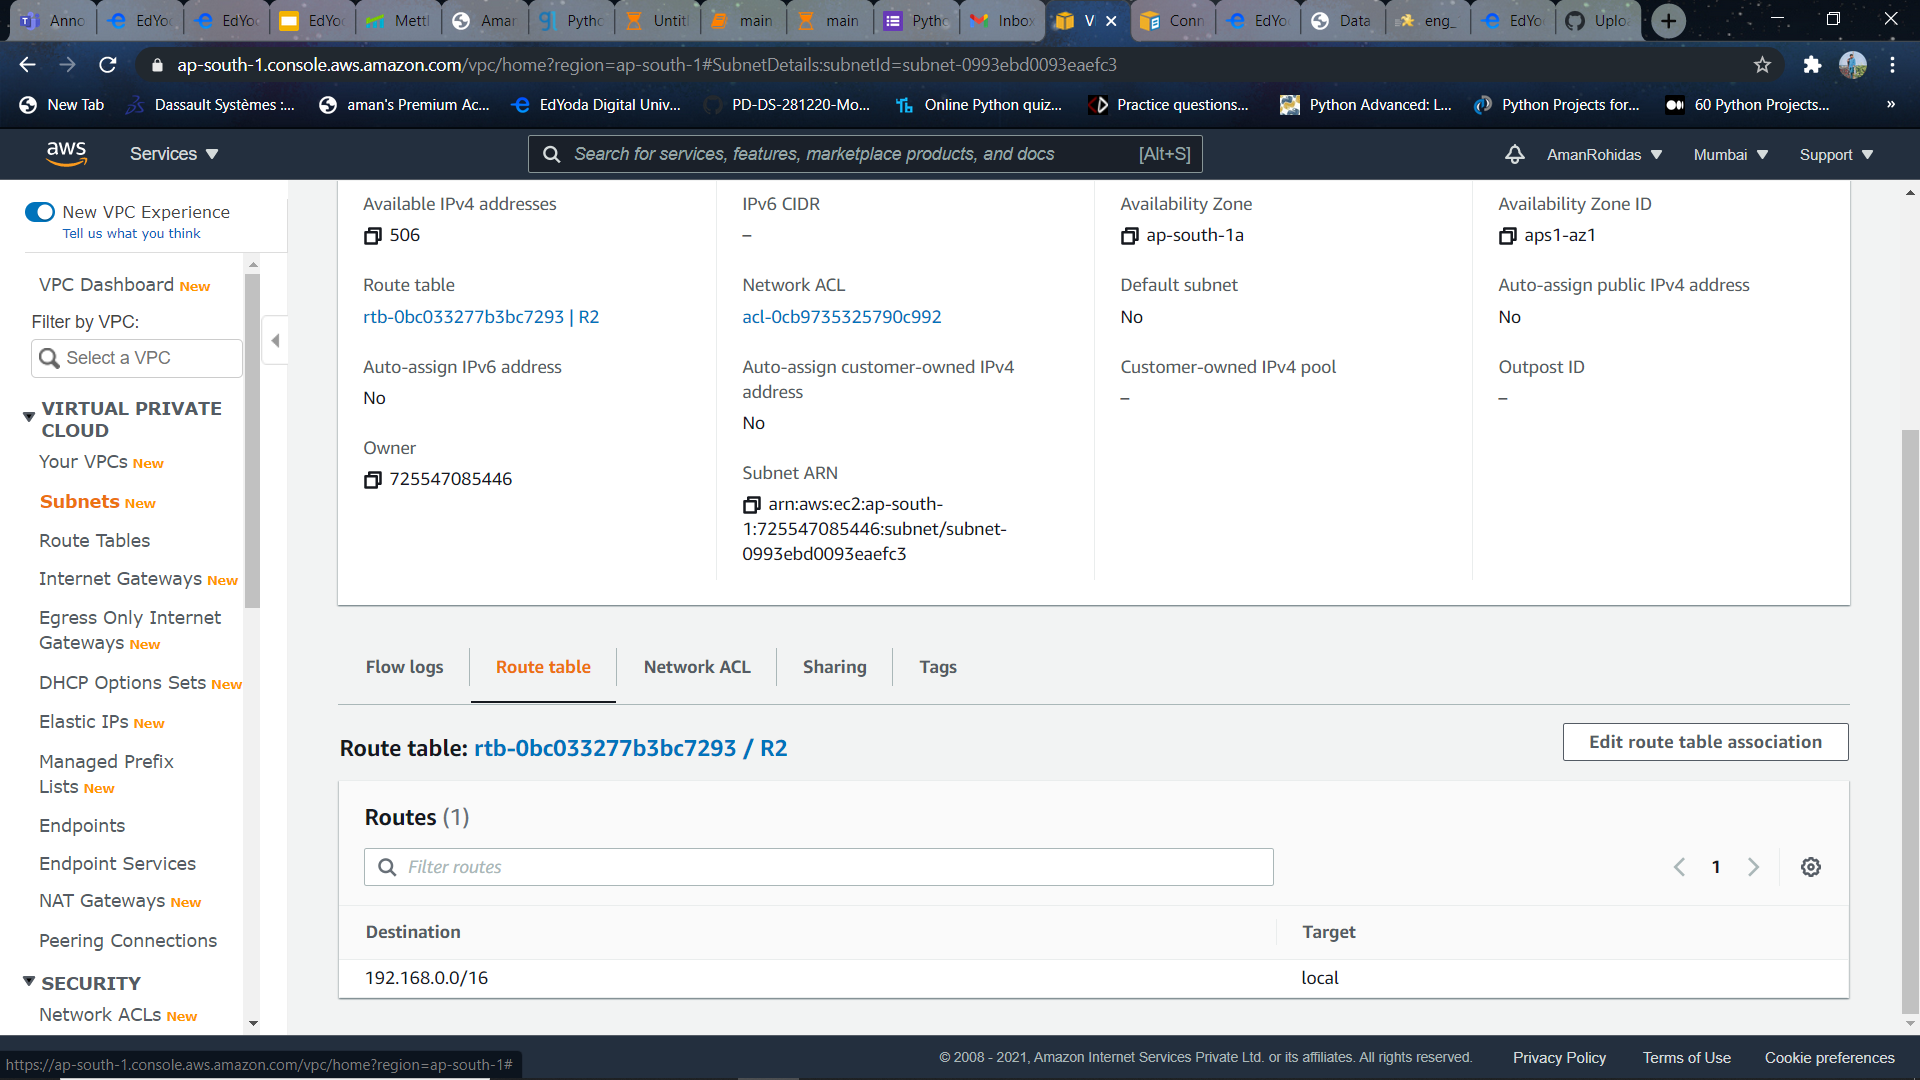 Anno
EdYo
EdYo
EdYo
Mettl
Aman
Pytho
Untitl
main
main
Pytho
Inbox
V
Conn
EdYo
Data
eng_
EdYo
Uplo
ap-south-1.console.aws.amazon.com/vpc/home?region=ap-south-1#SubnetDetails:subnetId=subnet-0993ebd0093eaefc3
New Tab
Dassault Systèmes :...
aman's Premium Ac...
EdYoda Digital Univ...
PD-DS-281220-Mo...
Online Python quiz...
Practice questions...
Python Advanced: L...
Python Projects for...
60 Python Projects...
»
aws
Services
Search for services, features, marketplace products, and docs [Alt+S]
AmanRohidas
Mumbai
Support
New VPC Experience
Tell us what you think
VPC Dashboard New
Filter by VPC:
Select a VPC
VIRTUAL PRIVATE
CLOUD
Your VPCs New
Subnets New
Route Tables
Internet Gateways New
Egress Only Internet
Gateways New
DHCP Options Sets New
Elastic IPs New
Managed Prefix
Lists New
Endpoints
Endpoint Services
NAT Gateways New
Peering Connections
SECURITY
Network ACLs New
Available IPv4 addresses
506
Route table
rtb-0bc033277b3bc7293 | R2
Auto-assign IPv6 address
No
Owner
725547085446
IPv6 CIDR
–
Network ACL
acl-0cb9735325790c992
Auto-assign customer-owned IPv4
address
No
Subnet ARN
arn:aws:ec2:ap-south-
1:725547085446:subnet/subnet-
0993ebd0093eaefc3
Availability Zone
ap-south-1a
Default subnet
No
Customer-owned IPv4 pool
–
Availability Zone ID
aps1-az1
Auto-assign public IPv4 address
No
Outpost ID
–
Flow logs
Route table
Network ACL
Sharing
Tags
Route table: rtb-0bc033277b3bc7293 / R2
Edit route table association
Routes (1)
Filter routes
1
Destination Target
192.168.0.0/16 local
https://ap-south-1.console.aws.amazon.com/vpc/home?region=ap-south-1#
© 2008 - 2021, Amazon Internet Services Private Ltd. or its affiliates. All rights reserved.
Privacy Policy
Terms of Use
Cookie preferences